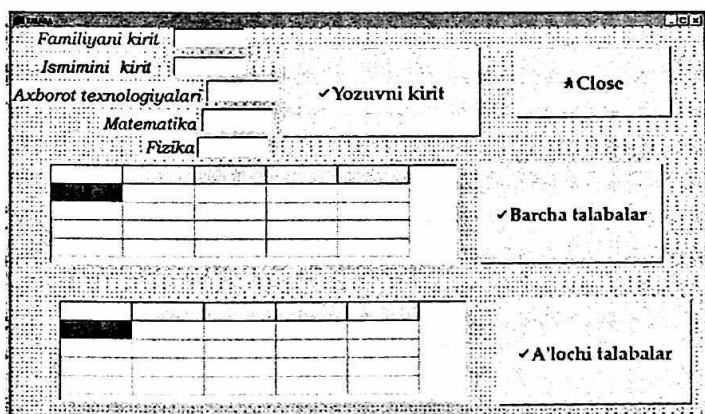 Familiyani kirit
Ismimini kirit
Axborot texnologiyalari
Matematika
Fizika
✓Yozuvni kirit
Close
✓Barcha talabalar
✓A'lochi talabalar